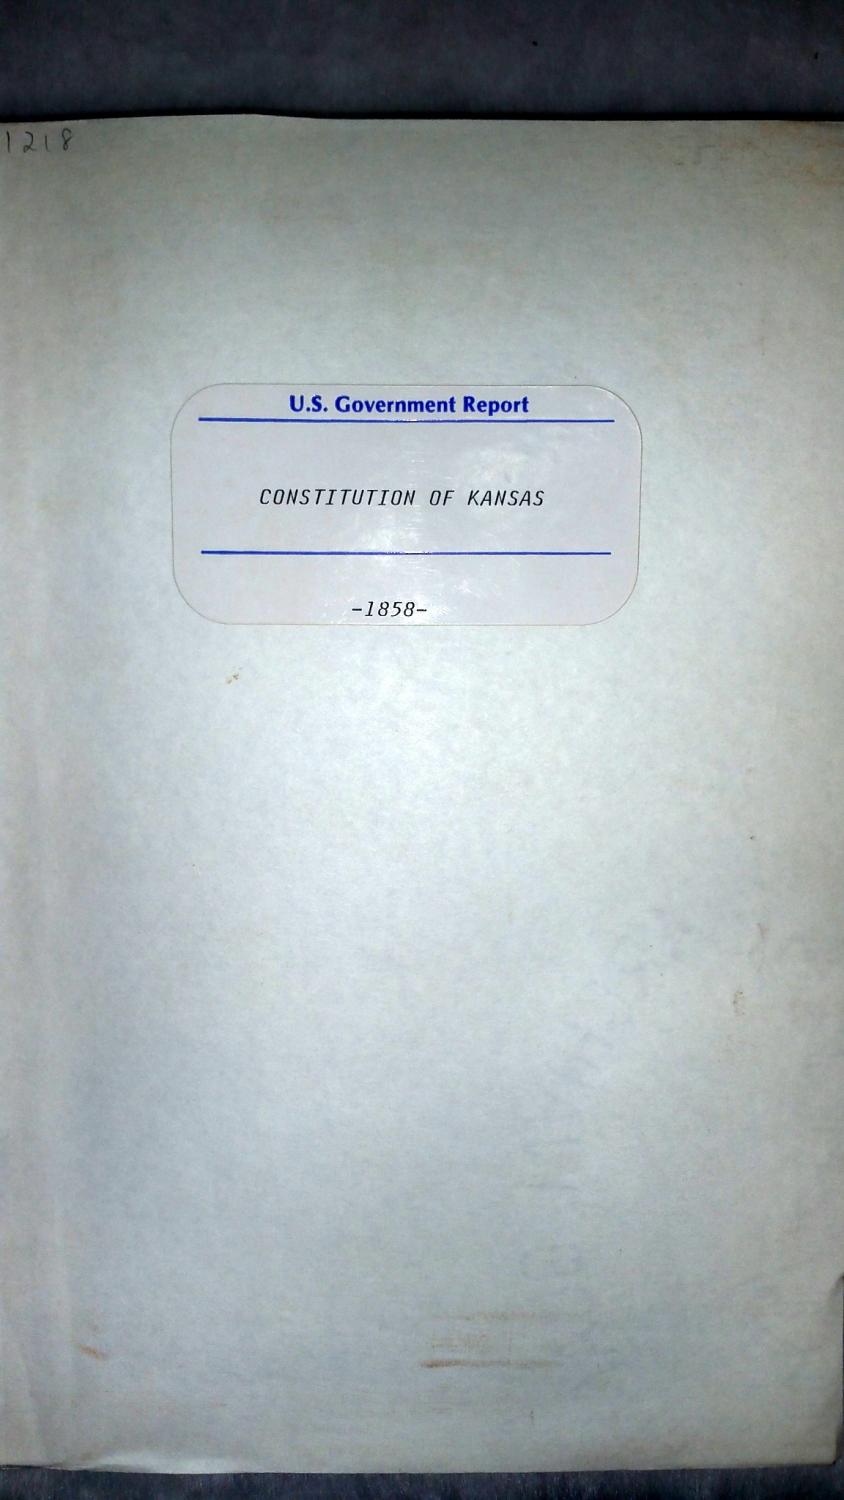 1218
U.S. Government Report
CONSTITUTION OF KANSAS
-1858-